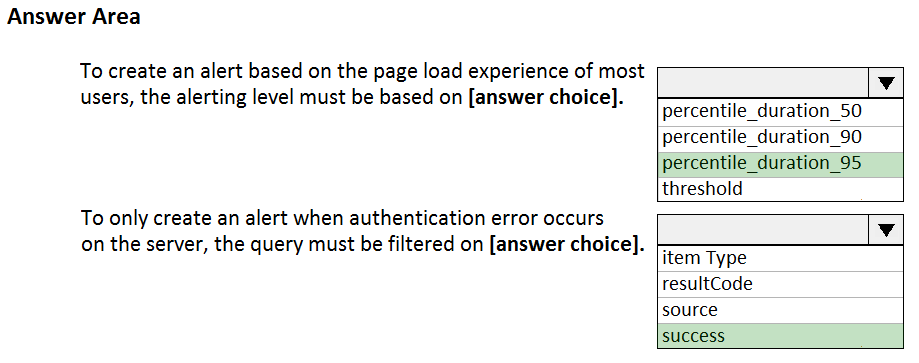 Answer Area
To create an alert based on the page load experience of most
users, the alerting level must be based on [answer choice].
percentile_duration_50
percentile_duration_90
percentile_duration_95
threshold
To only create an alert when authentication error occurs
on the server, the query must be filtered on [answer choice].
item Type
resultCode
source
success